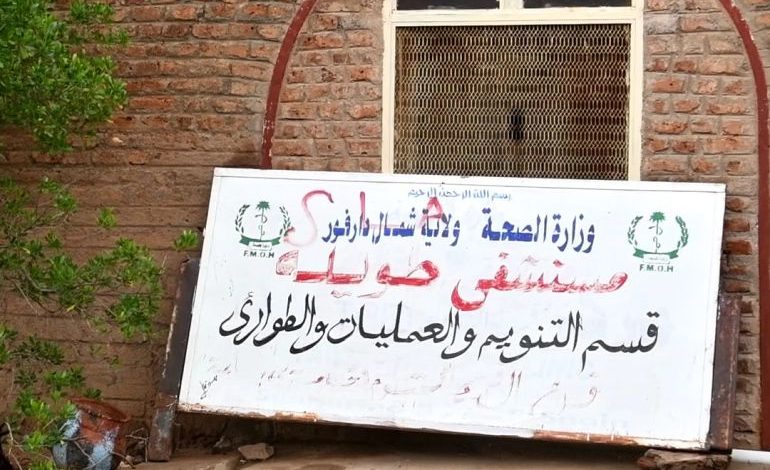 بسم الله الرحمن الرحيم
وزارة الصحة ولاية شمال دارفور
F.M.O.H
F.M.O.H
مستشفى طويلة
قسم التنويم والعمليات والطوارئ